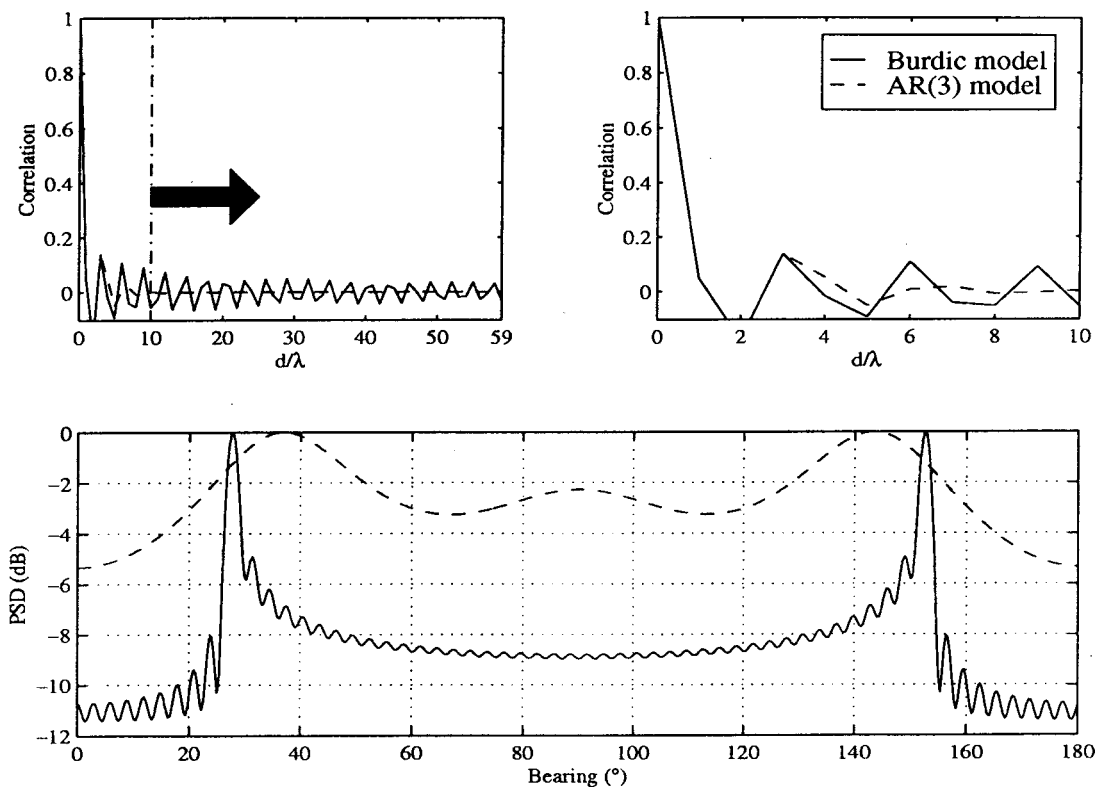 1
0.8
0.6
0.4
0.2
0
Correlation
0 10 20 30 40 50 59
d/λ
1
0.8
0.6
0.4
0.2
0
Correlation
Burdic model
AR(3) model
0 2 4 6 8 10
d/λ
0
−2
−4
−6
−8
−10
−12
PSD (dB)
0 20 40 60 80 100 120 140 160 180
Bearing (°)